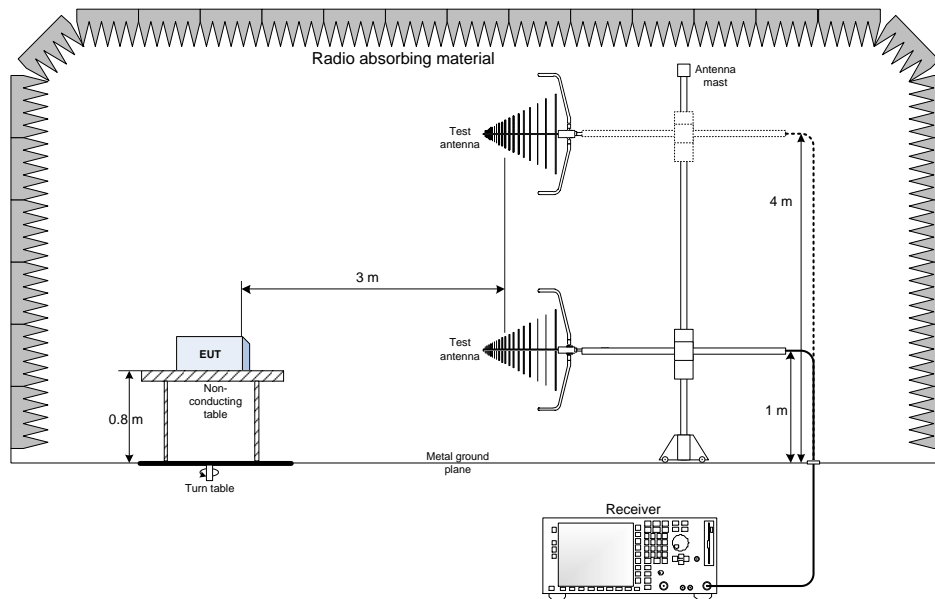 Radio absorbing material
Antenna
mast
Test
antenna
4 m
3 m
Test
antenna
EUT
Non-
conducting
table
0.8 m
1 m
Metal ground
plane
Turn table
Receiver